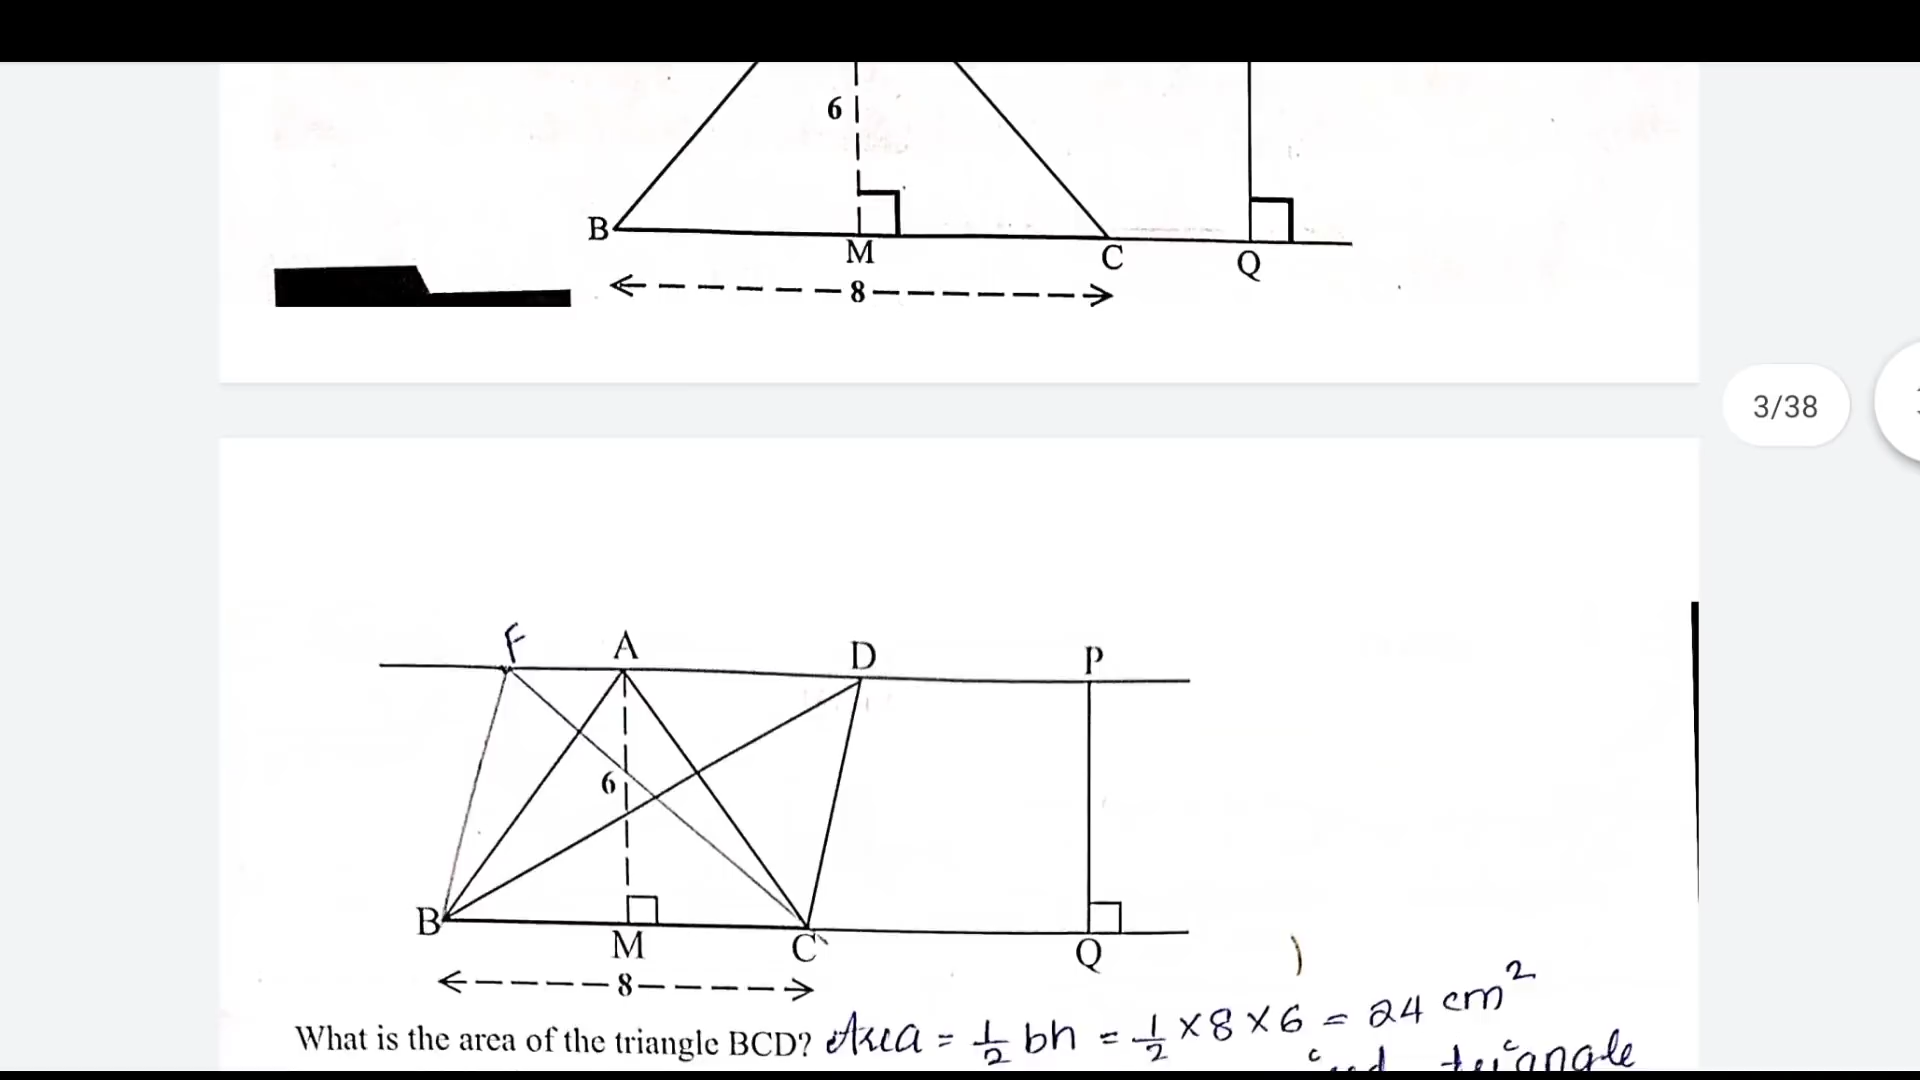 6
B
M
C
Q
8
3/38
F
A
D
P
6
B
M
C
Q
8
What is the area of the triangle BCD? Area = 1/2 bh = 1/2 × 8 × 6 = 24 cm²
triangle